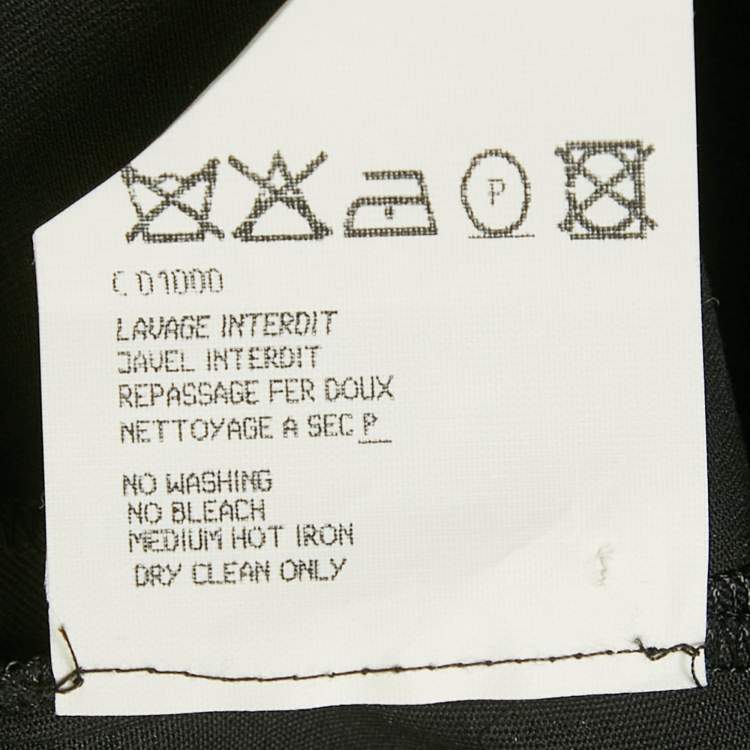 P
C D1000
LAVAGE INTERDIT
JAVEL INTERDIT
REPASSAGE FER DOUX
NETTOYAGE A SEC P
NO WASHING
NO BLEACH
MEDIUM HOT IRON
DRY CLEAN ONLY